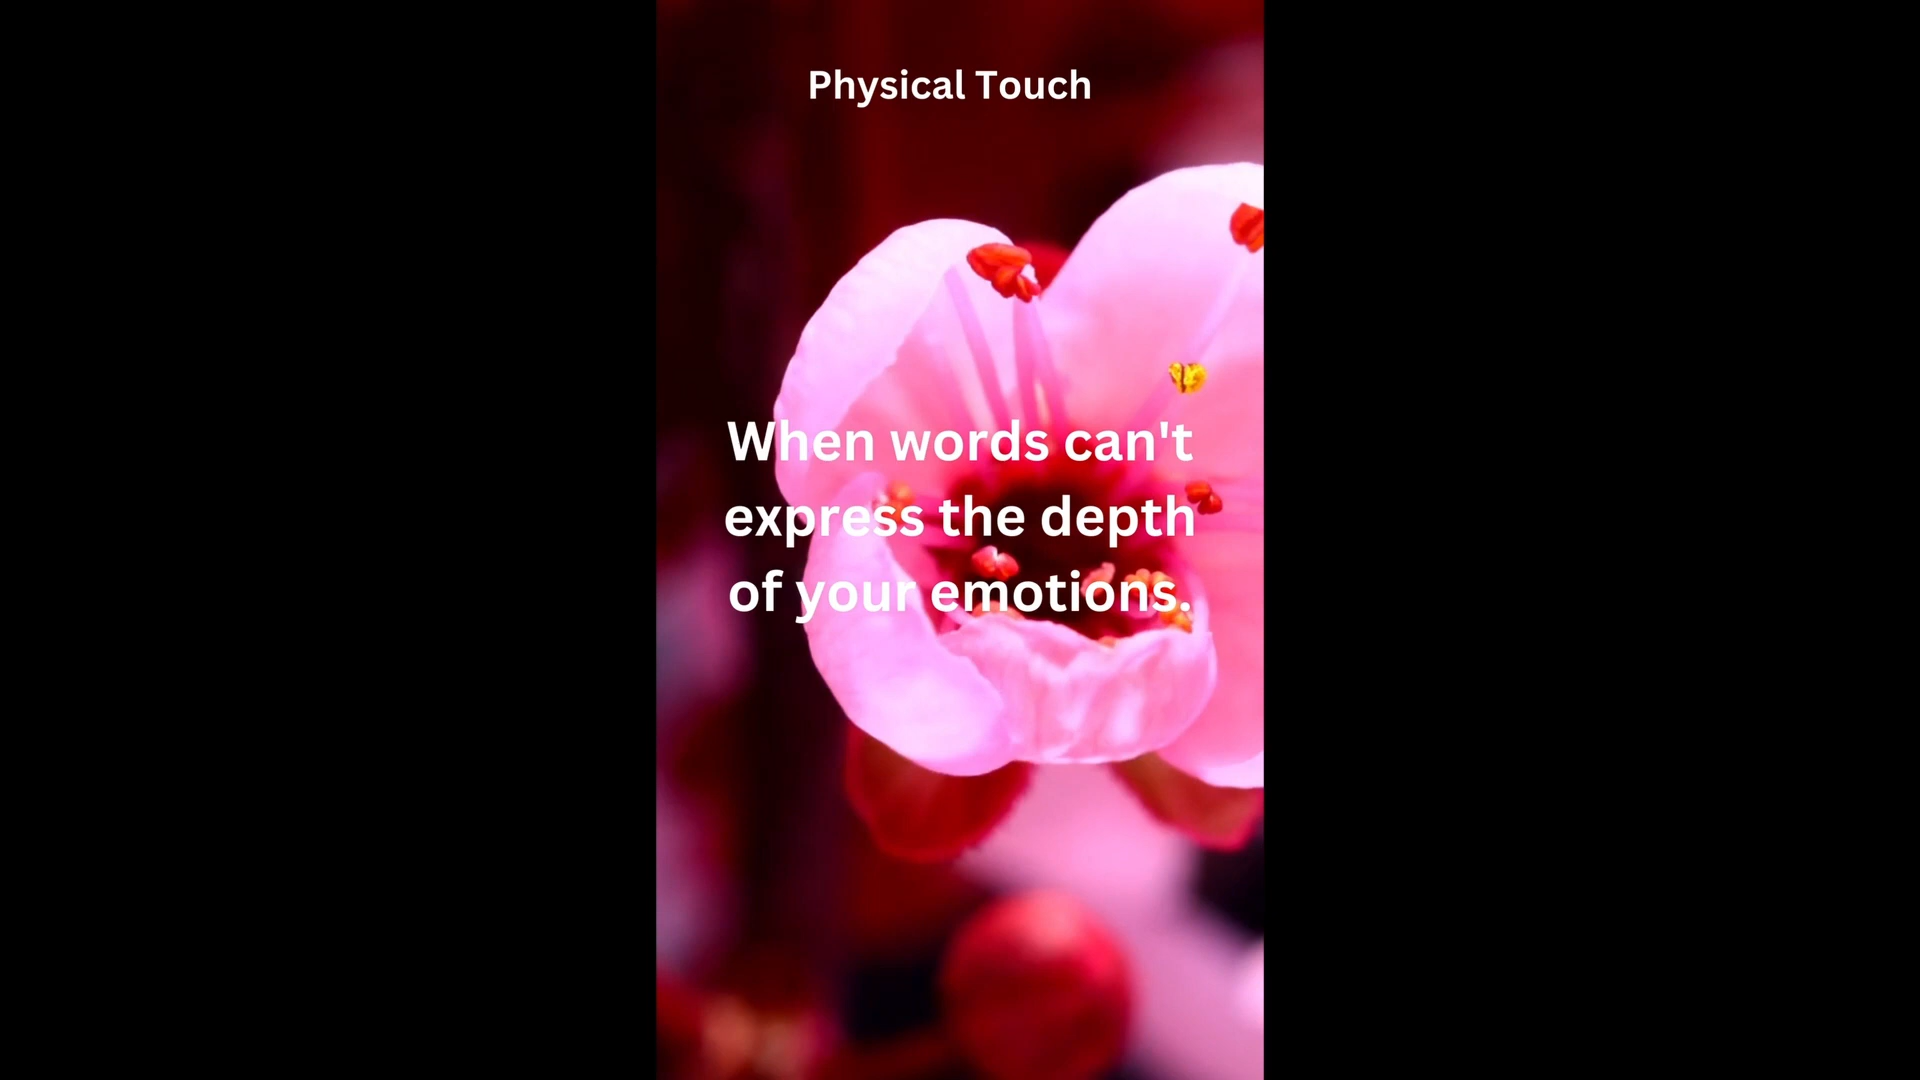 Physical Touch
When words can't
express the depth
of your emotions.